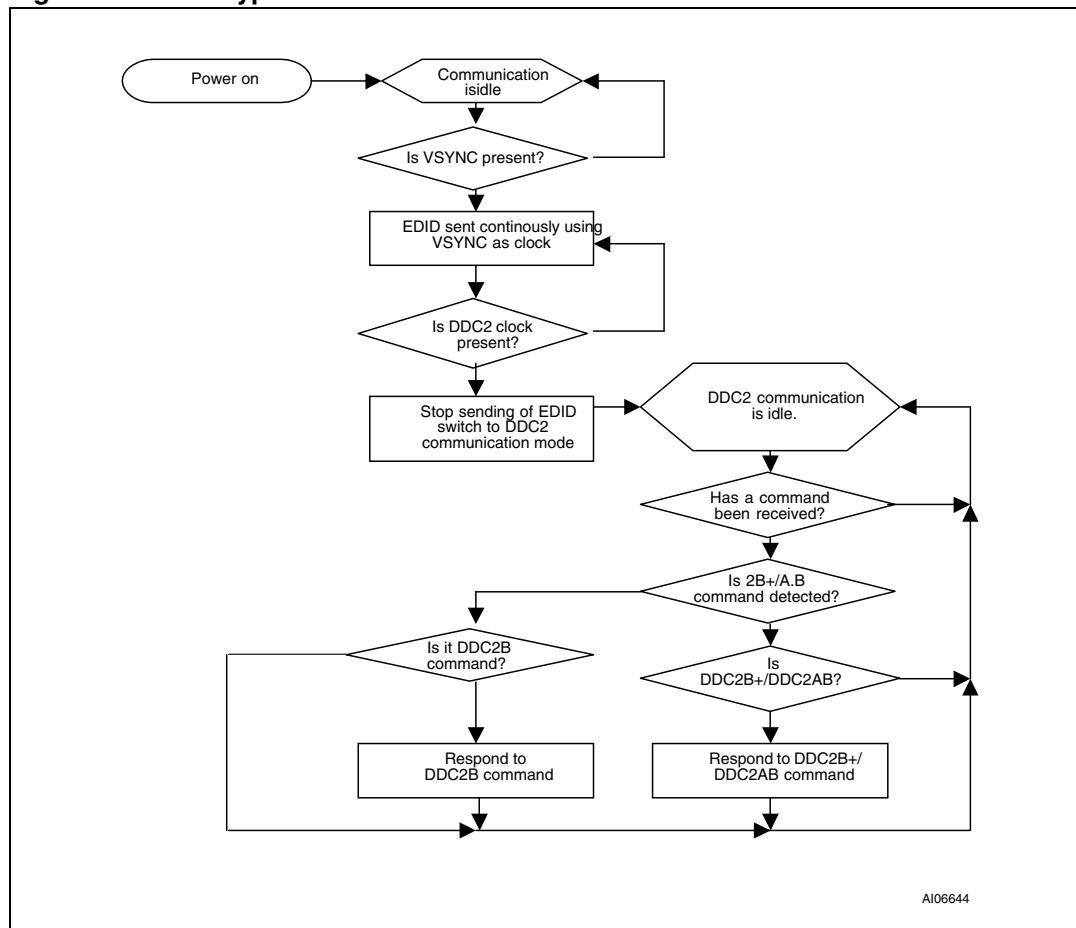 Power on
Communication
isidle
Is VSYNC present?
EDID sent continously using
VSYNC as clock
Is DDC2 clock
present?
Stop sending of EDID
switch to DDC2
communication mode
DDC2 communication
is idle.
Has a command
been received?
Is 2B+/A.B
command detected?
Is it DDC2B
command?
Is
DDC2B+/DDC2AB?
Respond to
DDC2B command
Respond to DDC2B+/
DDC2AB command
AI06644